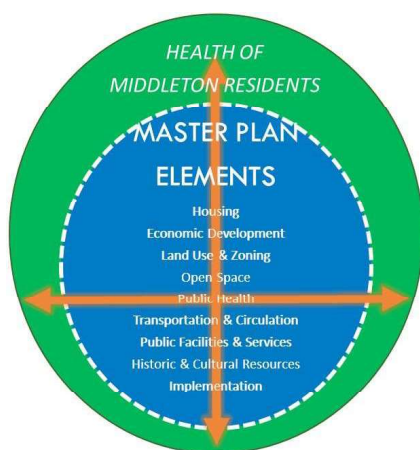 HEALTH OF
MIDDLETON RESIDENTS
MASTER PLAN
ELEMENTS
Housing
Economic Development
Land Use & Zoning
Open Space
Public Health
Transportation & Circulation
Public Facilities & Services
Historic & Cultural Resources
Implementation